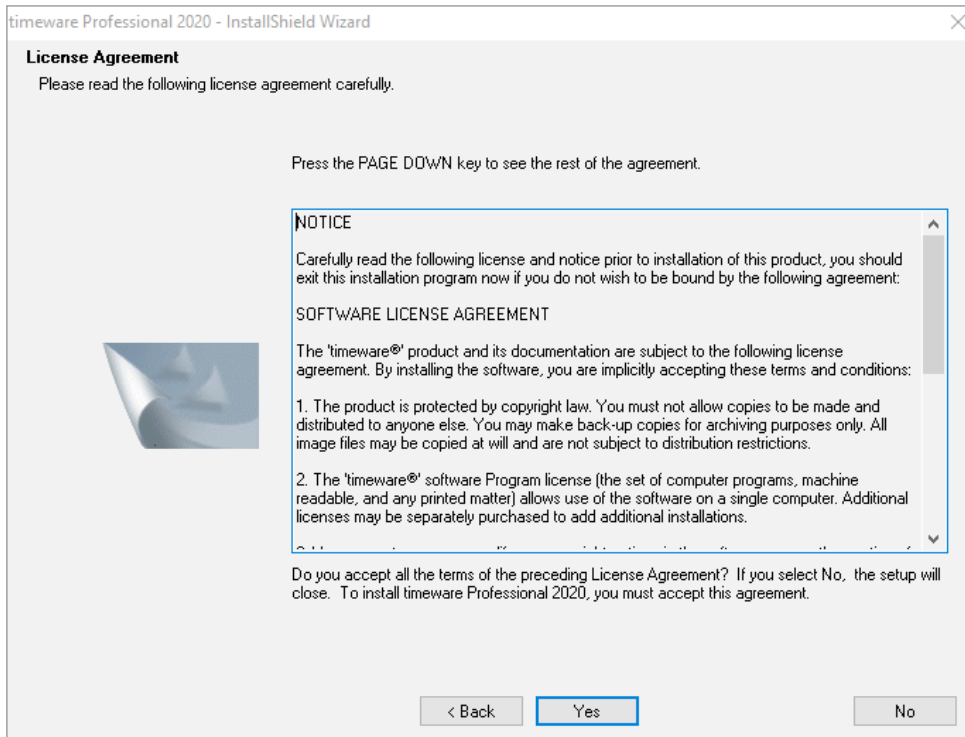 timeware Professional 2020 - InstallShield Wizard
License Agreement
Please read the following license agreement carefully.
Press the PAGE DOWN key to see the rest of the agreement.
NOTICE
Carefully read the following license and notice prior to installation of this product, you should
exit this installation program now if you do not wish to be bound by the following agreement:
SOFTWARE LICENSE AGREEMENT
The 'timeware®' product and its documentation are subject to the following license
agreement. By installing the software, you are implicitly accepting these terms and conditions:
1. The product is protected by copyright law. You must not allow copies to be made and
distributed to anyone else. You may make back-up copies for archiving purposes only. All
image files may be copied at will and are not subject to distribution restrictions.
2. The 'timeware®' software Program license (the set of computer programs, machine
readable, and any printed matter) allows use of the software on a single computer. Additional
licenses may be separately purchased to add additional installations.
Do you accept all the terms of the preceding License Agreement? If you select No, the setup will
close. To install timeware Professional 2020, you must accept this agreement.
< Back
Yes
No